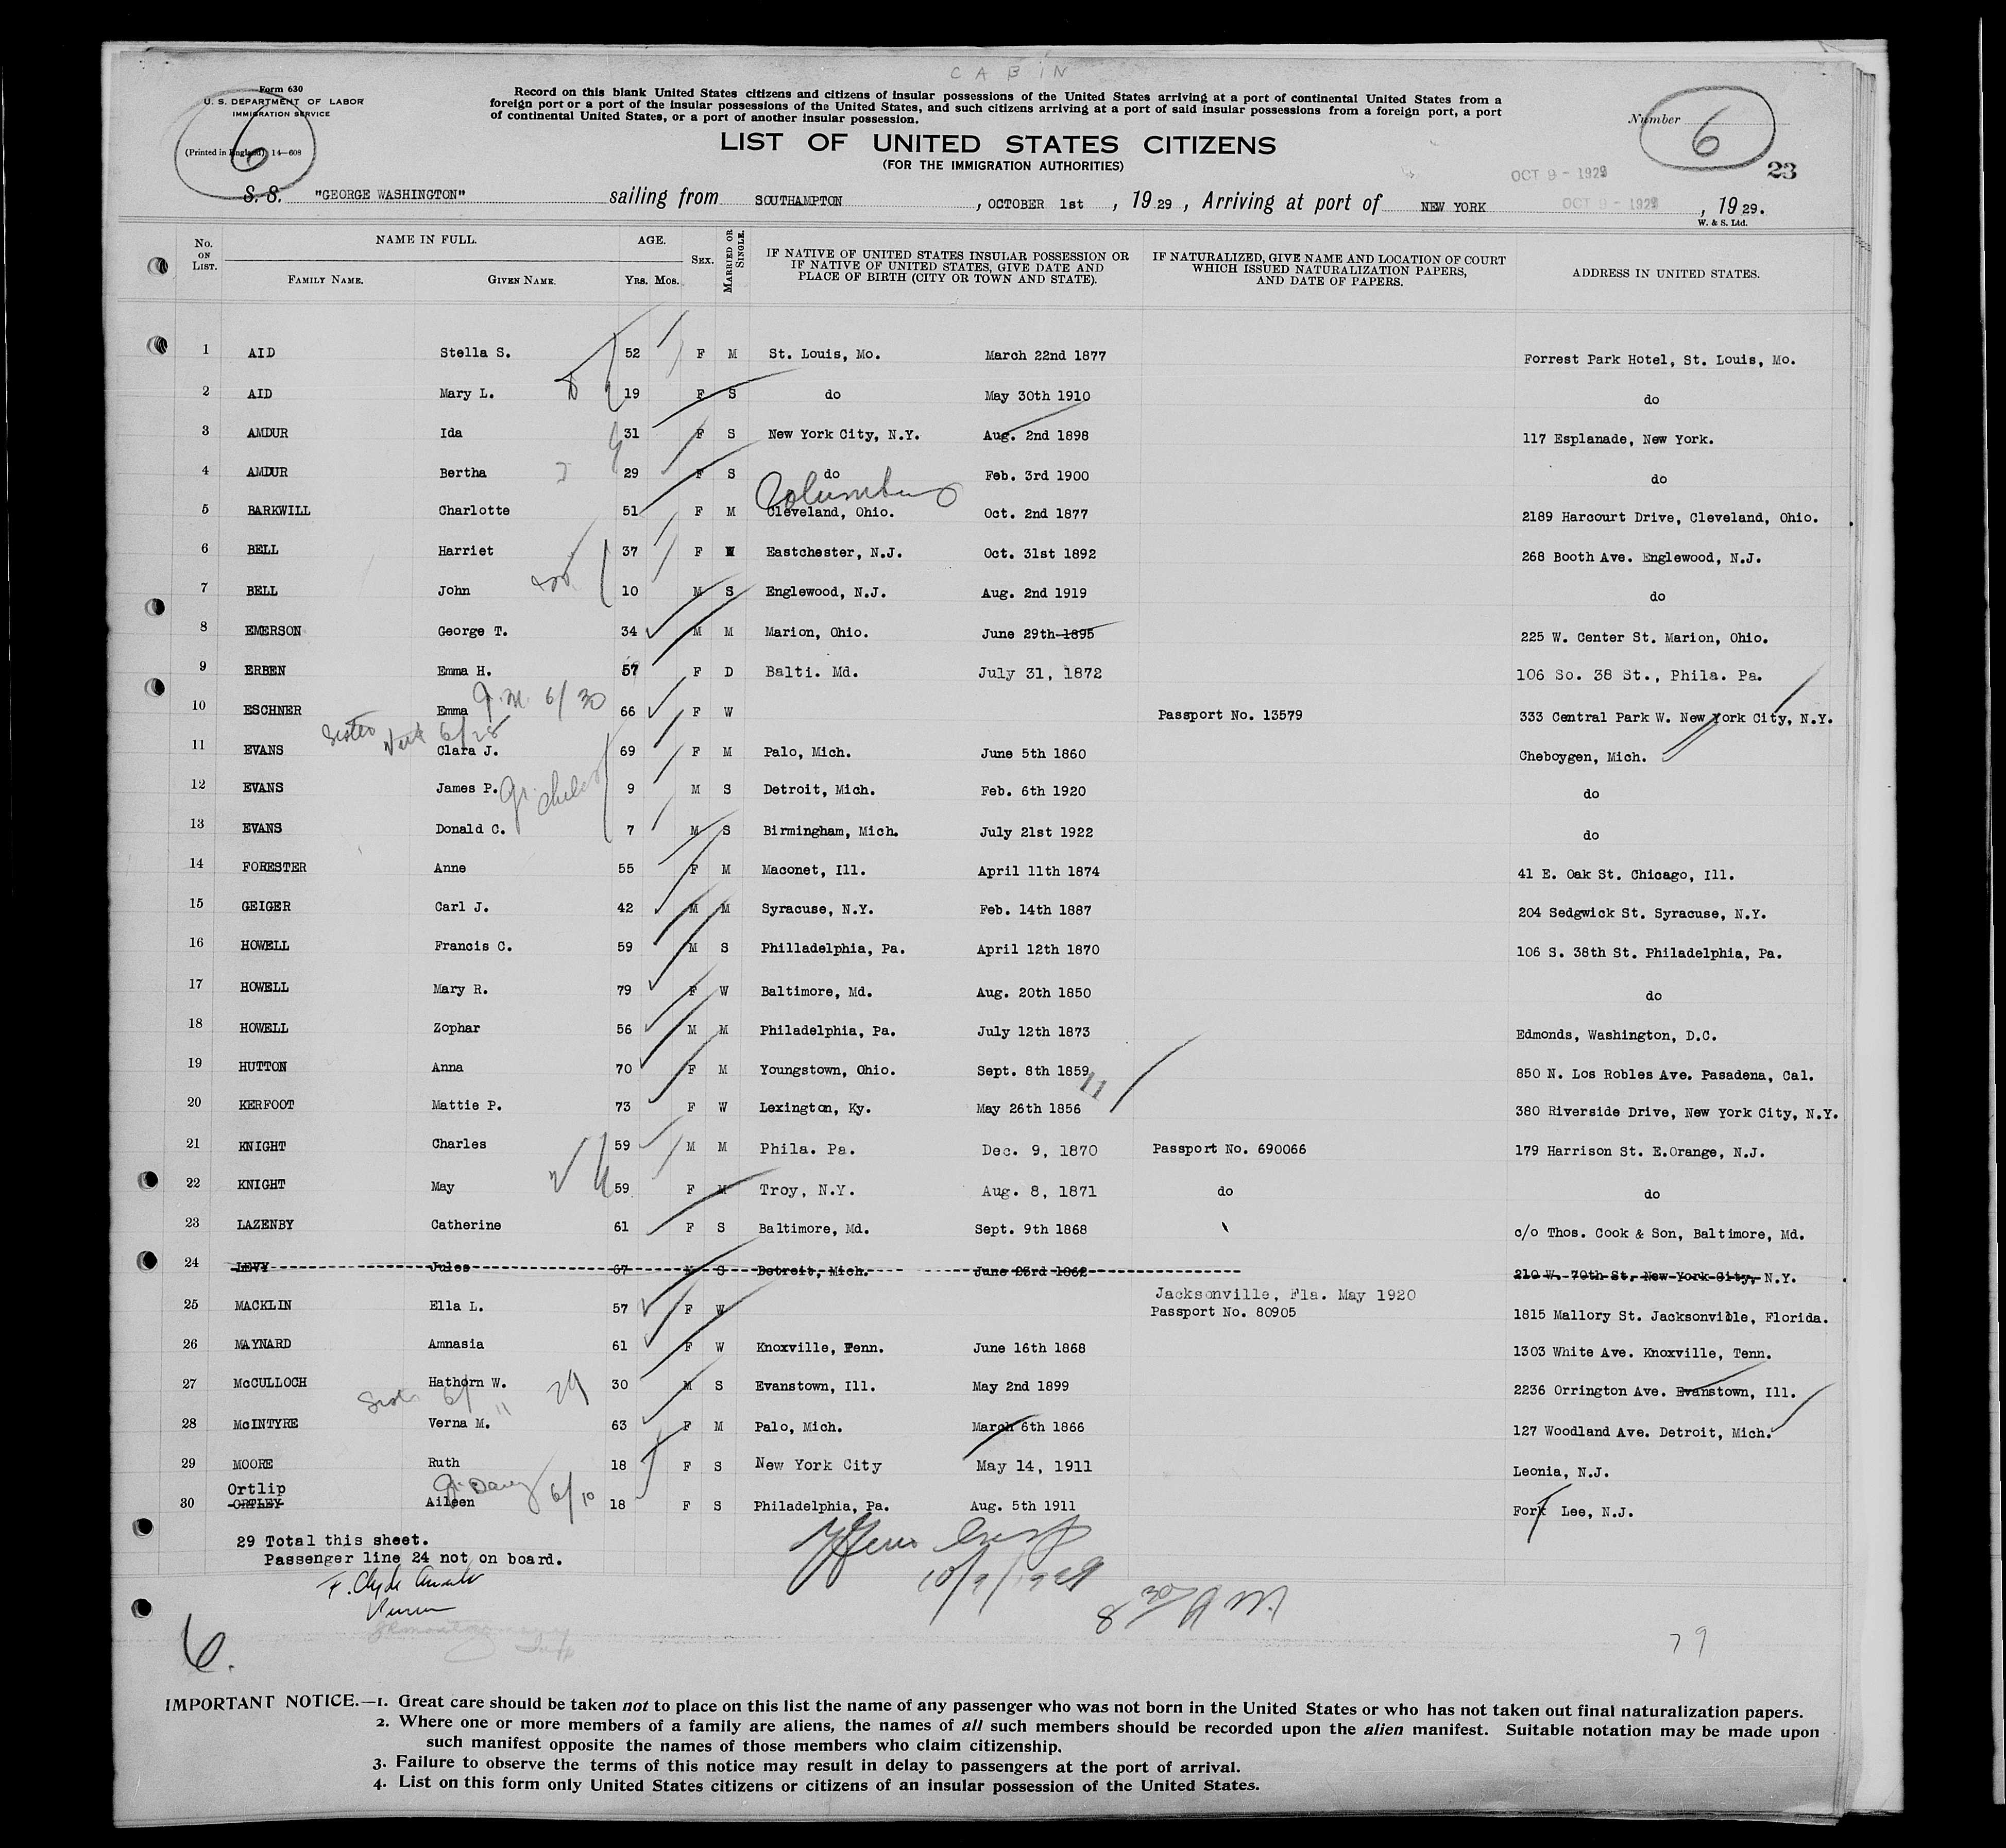 CABIN
Form 630
U. S. DEPARTMENT OF LABOR
IMMIGRATION SERVICE
(Printed in England) 14—608
6
Record on this blank United States citizens and citizens of insular possessions of the United States arriving at a port of continental United States from a
foreign port or a port of the insular possessions of the United States, and such citizens arriving at a port of said insular possessions from a foreign port, a port
of continental United States, or a port of another insular possession.
LIST OF UNITED STATES CITIZENS
(FOR THE IMMIGRATION AUTHORITIES)
Number 6
23
OCT 9 - 1929
S. S. "GEORGE WASHINGTON" sailing from SOUTHAMPTON, OCTOBER 1st, 1929, Arriving at port of NEW YORK OCT 9 - 1929, 1929.
W. & S. Ltd.
No. ON LIST. NAME IN FULL. FAMILY NAME. GIVEN NAME. AGE. YRS. MOS. SEX. MARRIED OR SINGLE. IF NATIVE OF UNITED STATES INSULAR POSSESSION OR IF NATIVE OF UNITED STATES, GIVE DATE AND PLACE OF BIRTH (CITY OR TOWN AND STATE). IF NATURALIZED, GIVE NAME AND LOCATION OF COURT WHICH ISSUED NATURALIZATION PAPERS, AND DATE OF PAPERS. ADDRESS IN UNITED STATES.
1 AID Stella S. 52 F M St. Louis, Mo. March 22nd 1877 Forrest Park Hotel, St. Louis, Mo.
2 AID Mary L. 19 F S do May 30th 1910 do
3 AMDUR Ida 31 F S New York City, N.Y. Aug. 2nd 1898 117 Esplanade, New York.
4 AMDUR Bertha 29 F S do Feb. 3rd 1900 do
Columbus
5 BARKWILL Charlotte 51 F M Cleveland, Ohio. Oct. 2nd 1877 2189 Harcourt Drive, Cleveland, Ohio.
6 BELL Harriet 37 F Eastchester, N.J. Oct. 31st 1892 268 Booth Ave. Englewood, N.J.
7 BELL John 10 M S Englewood, N.J. Aug. 2nd 1919 do
8 EMERSON George T. 34 M M Marion, Ohio. June 29th 1895 225 W. Center St. Marion, Ohio.
9 ERBEN Emma H. 57 F D Balti. Md. July 31, 1872 106 So. 38 St., Phila. Pa.
6/30
10 ESCHNER Emma 66 F W Passport No. 13579 333 Central Park W. New York City, N.Y.
Sister 6/28
11 EVANS Clara J. 69 F M Palo, Mich. June 5th 1860 Cheboygen, Mich.
12 EVANS James P. 9 M S Detroit, Mich. Feb. 6th 1920 do
13 EVANS Donald C. 7 M S Birmingham, Mich. July 21st 1922 do
14 FORESTER Anne 55 F M Maconet, Ill. April 11th 1874 41 E. Oak St. Chicago, Ill.
15 GEIGER Carl J. 42 M M Syracuse, N.Y. Feb. 14th 1887 204 Sedgwick St. Syracuse, N.Y.
16 HOWELL Francis C. 59 M S Philladelphia, Pa. April 12th 1870 106 S. 38th St. Philadelphia, Pa.
17 HOWELL Mary R. 79 F W Baltimore, Md. Aug. 20th 1850 do
18 HOWELL Zophar 56 M M Philadelphia, Pa. July 12th 1873 Edmonds, Washington, D.C.
19 HUTTON Anna 70 F M Youngstown, Ohio. Sept. 8th 1859 850 N. Los Robles Ave. Pasadena, Cal.
11
20 KERFOOT Mattie P. 73 F W Lexington, Ky. May 26th 1856 380 Riverside Drive, New York City, N.Y.
21 KNIGHT Charles 59 M M Phila. Pa. Dec. 9, 1870 Passport No. 690066 179 Harrison St. E.Orange, N.J.
22 KNIGHT May 59 F M Troy, N.Y. Aug. 8, 1871 do do
23 LAZENBY Catherine 61 F S Baltimore, Md. Sept. 9th 1868 c/o Thos. Cook & Son, Baltimore, Md.
24 LEVY Jules 67 M S Detroit, Mich. June 23rd 1862 210 W. 70th St. New York City, N.Y.
Jacksonville, Fla. May 1920
25 MACKLIN Ella L. 57 F W Passport No. 80905 1815 Mallory St. Jacksonville, Florida.
26 MAYNARD Amnasia 61 F W Knoxville, Tenn. June 16th 1868 1303 White Ave. Knoxville, Tenn.
27 McCULLOCH Hathorn W. 30 M S Evanstown, Ill. May 2nd 1899 2236 Orrington Ave. Evanstown, Ill.
28 McINTYRE Verna M. 63 F M Palo, Mich. March 6th 1866 127 Woodland Ave. Detroit, Mich.
29 MOORE Ruth 18 F S New York City May 14, 1911 Leonia, N.J.
Ortlip
6/10
30 ORTLEY Aileen 18 F S Philadelphia, Pa. Aug. 5th 1911 Fort Lee, N.J.
29 Total this sheet.
Passenger line 24 not on board.
10/9/1929
6.
79
IMPORTANT NOTICE.—1. Great care should be taken not to place on this list the name of any passenger who was not born in the United States or who has not taken out final naturalization papers.
2. Where one or more members of a family are aliens, the names of all such members should be recorded upon the alien manifest. Suitable notation may be made upon
such manifest opposite the names of those members who claim citizenship.
3. Failure to observe the terms of this notice may result in delay to passengers at the port of arrival.
4. List on this form only United States citizens or citizens of an insular possession of the United States.